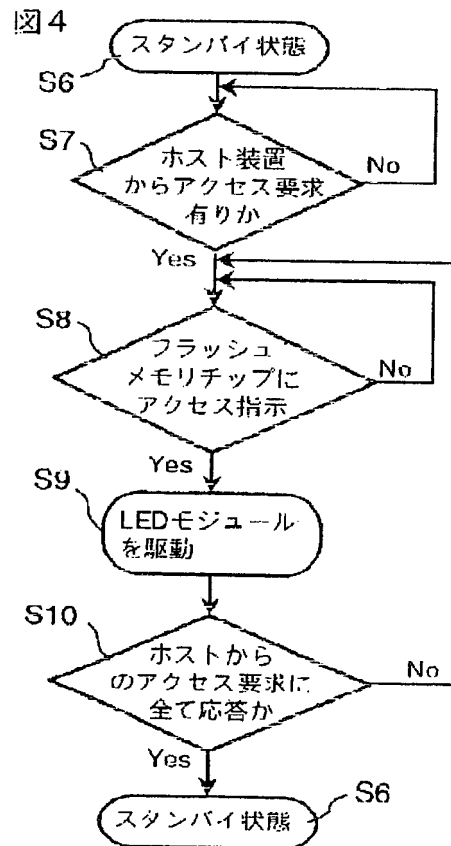 図4
スタンバイ状態
S6
S7
ホスト装置
からアクセス要求
有りか
No
Yes
S8
フラッシュ
メモリチップに
アクセス指示
No
Yes
S9
LEDモジュール
を駆動
S10
ホストから
のアクセス要求に
全て応答か
No
Yes
S6
スタンバイ状態